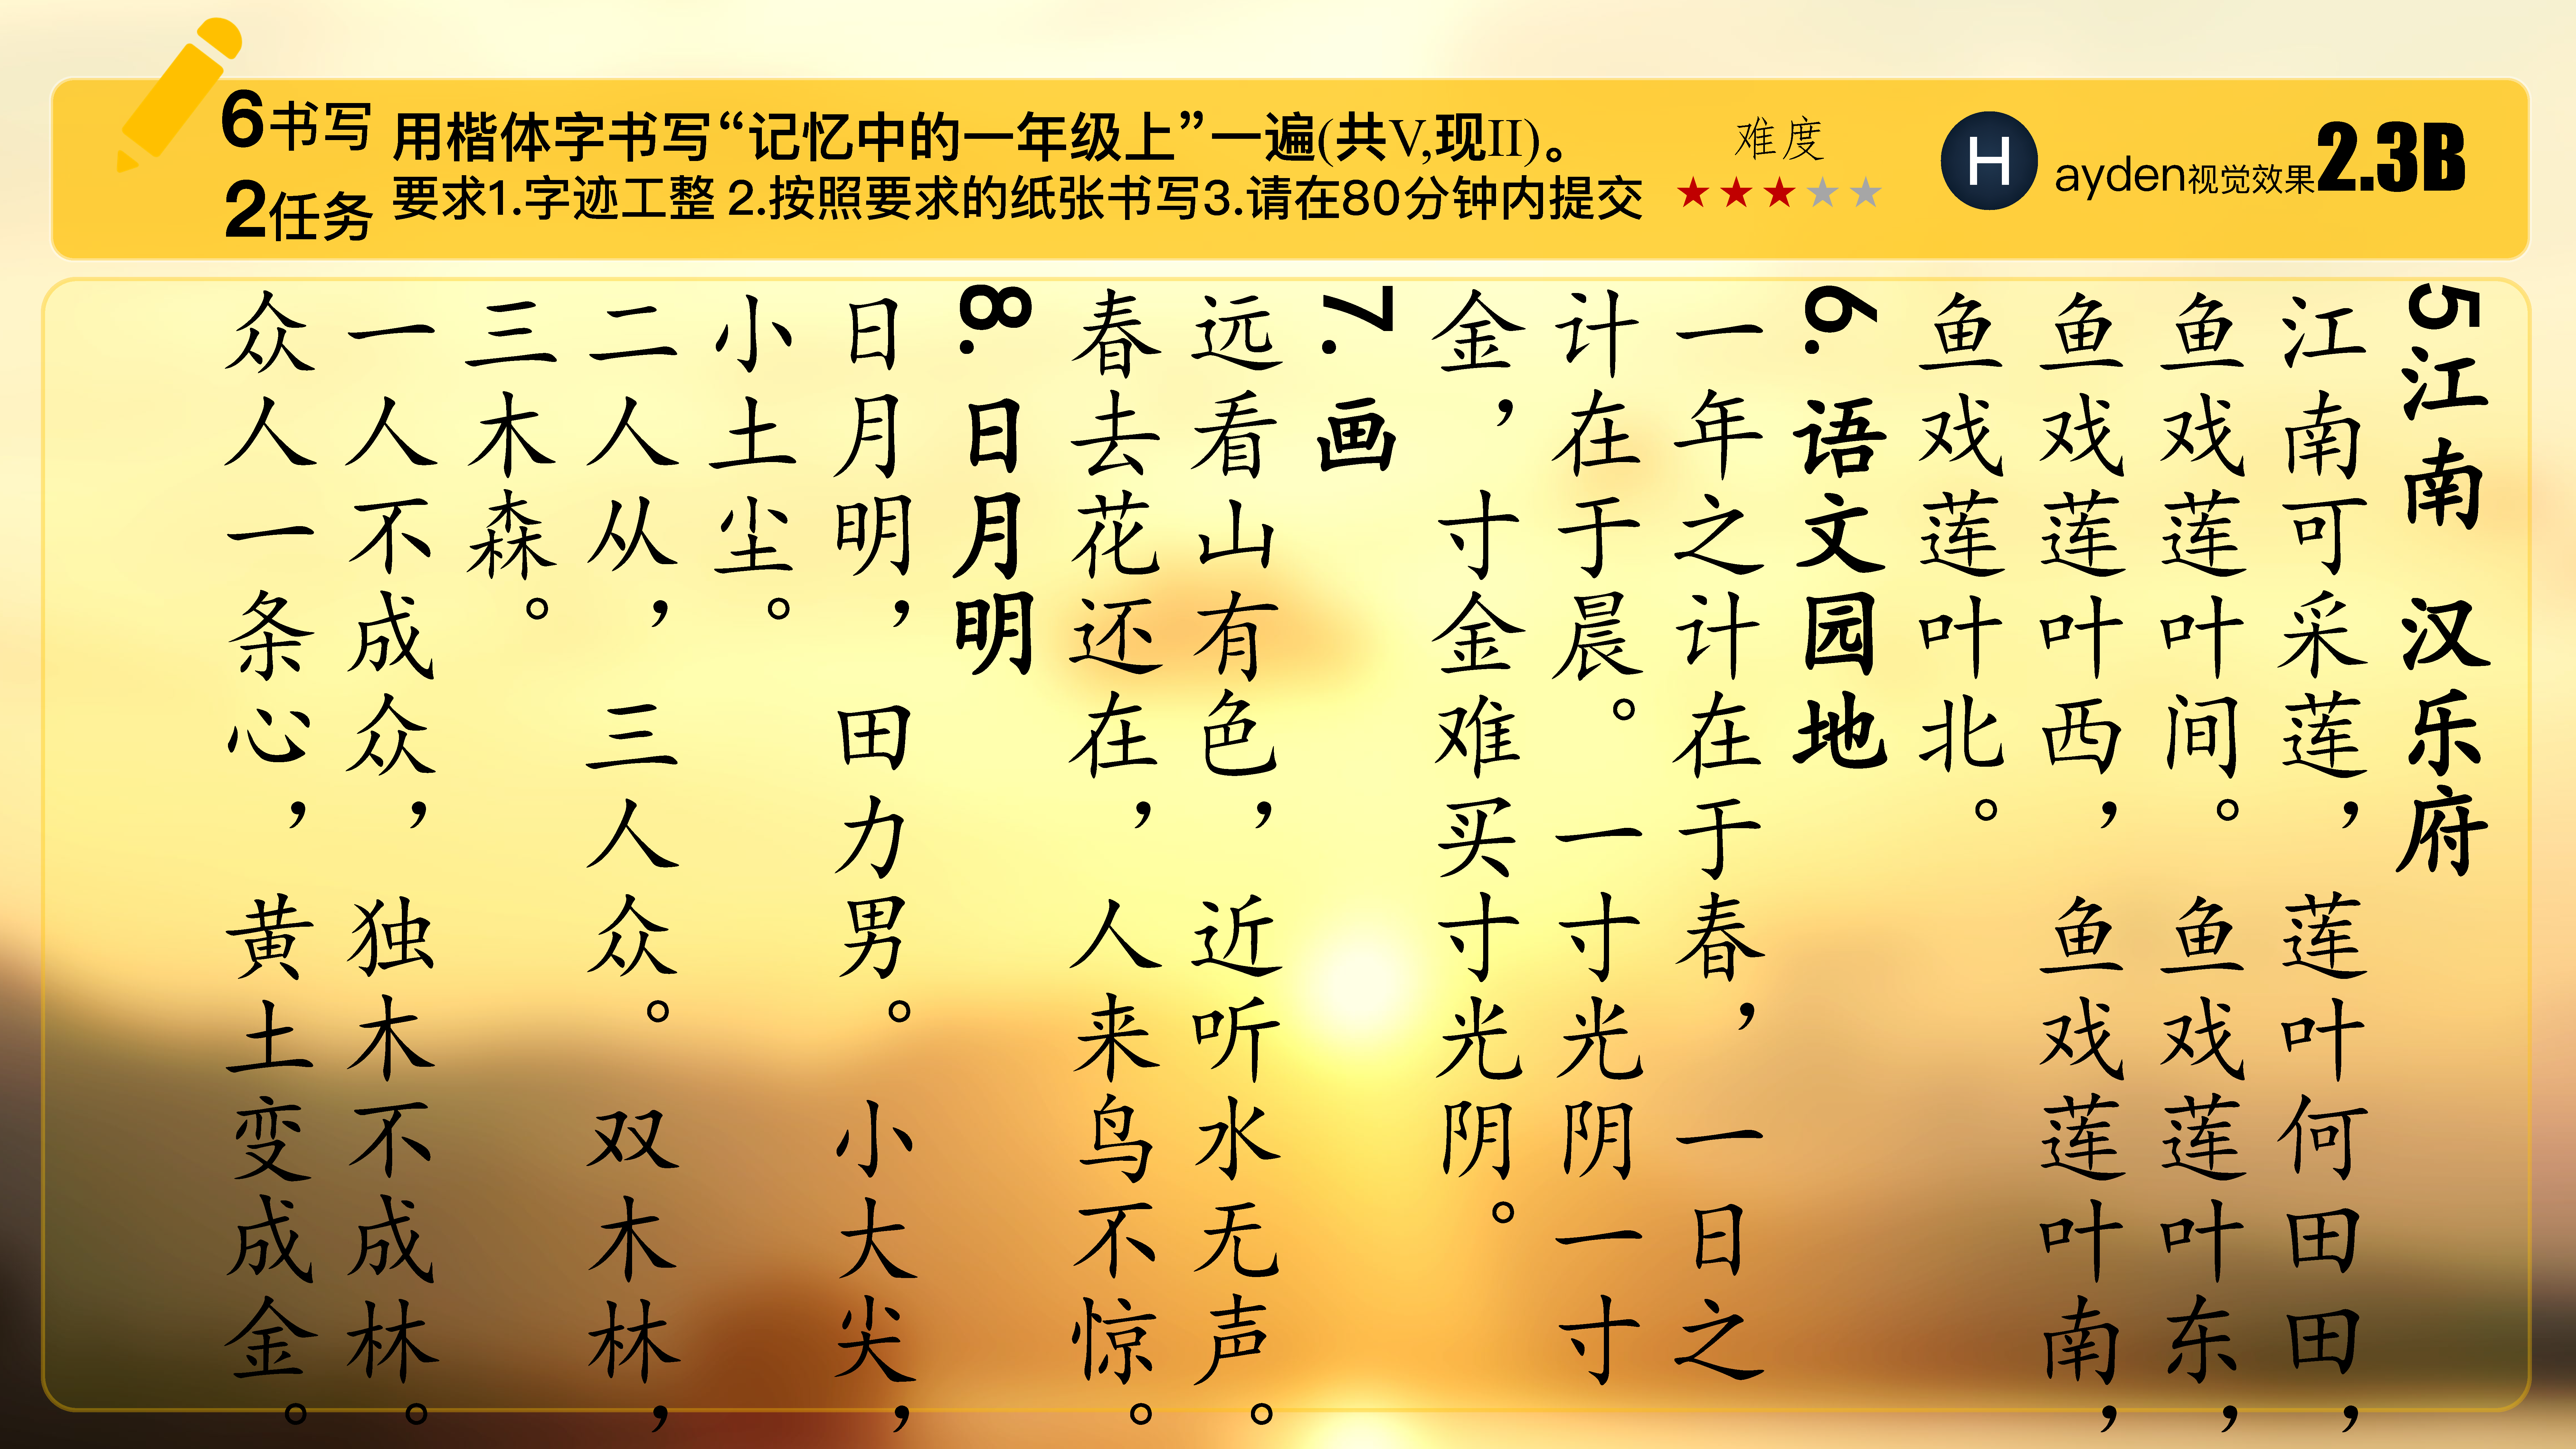 6书写
2任务
用楷体字书写“记忆中的一年级上”一遍(共V,现II)。
要求1.字迹工整 2.按照要求的纸张书写3.请在80分钟内提交
难度
H
ayden视觉效果2.3B
5江南 汉乐府
江南可采莲，莲叶何田田，
鱼戏莲叶间。鱼戏莲叶东，
鱼戏莲叶西，鱼戏莲叶南，
鱼戏莲叶北。
6. 语文园地
一年之计在于春，一日之
计在于晨。一寸光阴一寸
金，寸金难买寸光阴。
7. 画
远看山有色，近听水无声。
春去花还在，人来鸟不惊。
8. 日月明
日月明，田力男。小大尖，
小土尘。
二人从，三人众。双木林，
三木森。
一人不成众，独木不成林。
众人一条心，黄土变成金。